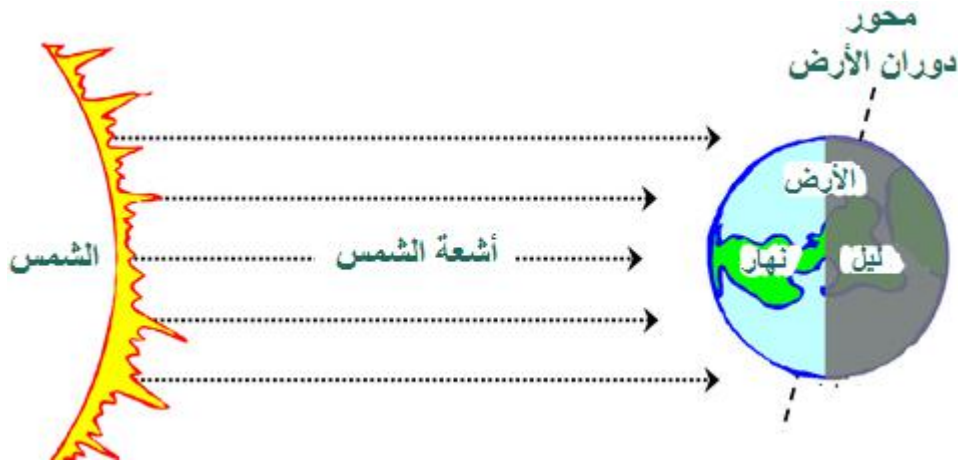 محور
دوران الأرض
الأرض
الشمس
أشعة الشمس
نهار
ليل